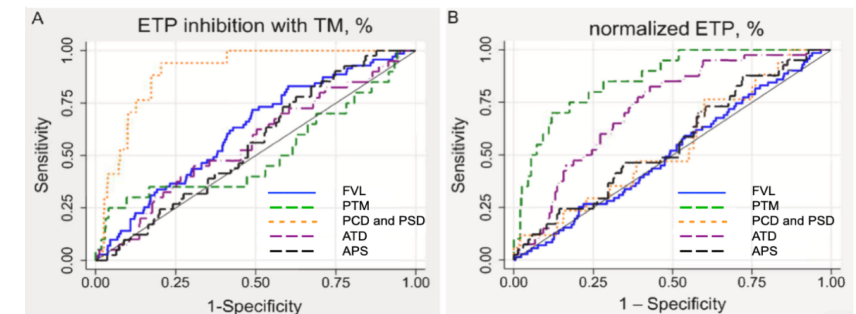 A
ETP inhibition with TM, %
1.00
0.75
0.50
0.25
0.00
Sensitivity
FVL
PTM
PCD and PSD
ATD
APS
0.00 0.25 0.50 0.75 1.00
1-Specificity
B
normalized ETP, %
1.00
0.75
0.50
0.25
0.00
Sensitivity
FVL
PTM
PCD and PSD
ATD
APS
0.00 0.25 0.50 0.75 1.00
1 – Specificity